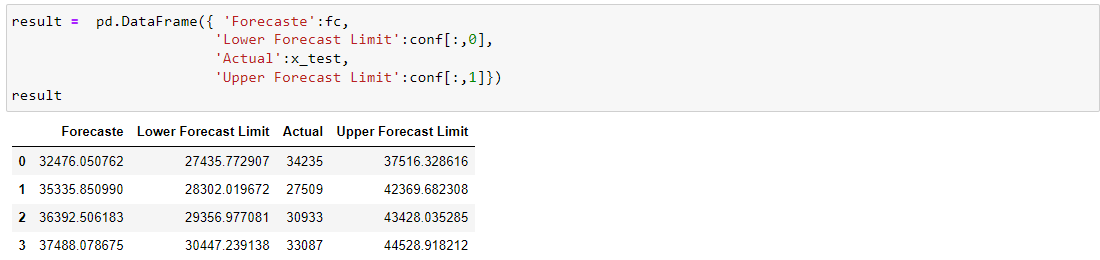 result =  pd.DataFrame({ 'Forecaste':fc,
'Lower Forecast Limit':conf[:,0],
'Actual':x_test,
'Upper Forecast Limit':conf[:,1]})
result
Forecaste Lower Forecast Limit Actual Upper Forecast Limit
0 32476.050762 27435.772907 34235 37516.328616
1 35335.850990 28302.019672 27509 42369.682308
2 36392.506183 29356.977081 30933 43428.035285
3 37488.078675 30447.239138 33087 44528.918212